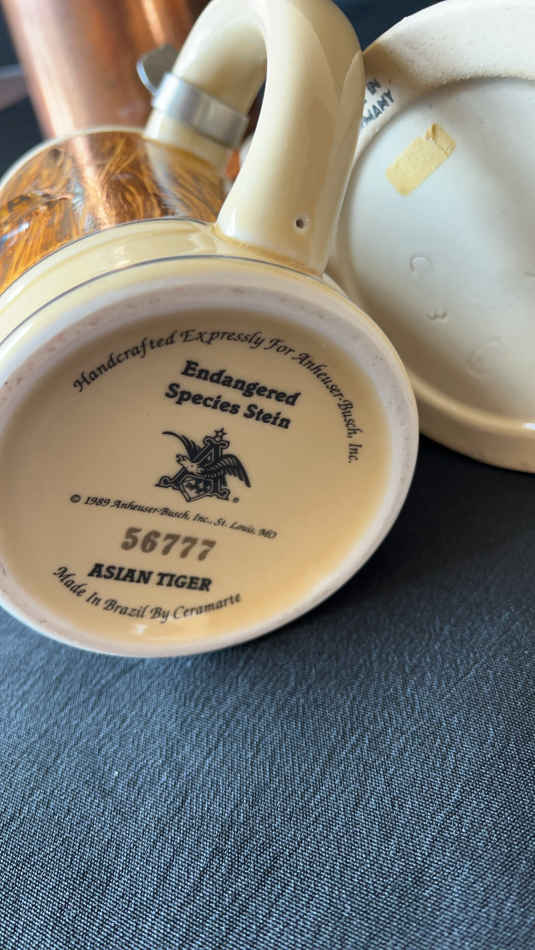 Handcrafted Expressly For Anheuser-Busch, Inc.
Endangered
Species Stein
A
®
© 1989 Anheuser-Busch, Inc., St. Louis, MO
56777
ASIAN TIGER
Made In Brazil By Ceramarte
IN